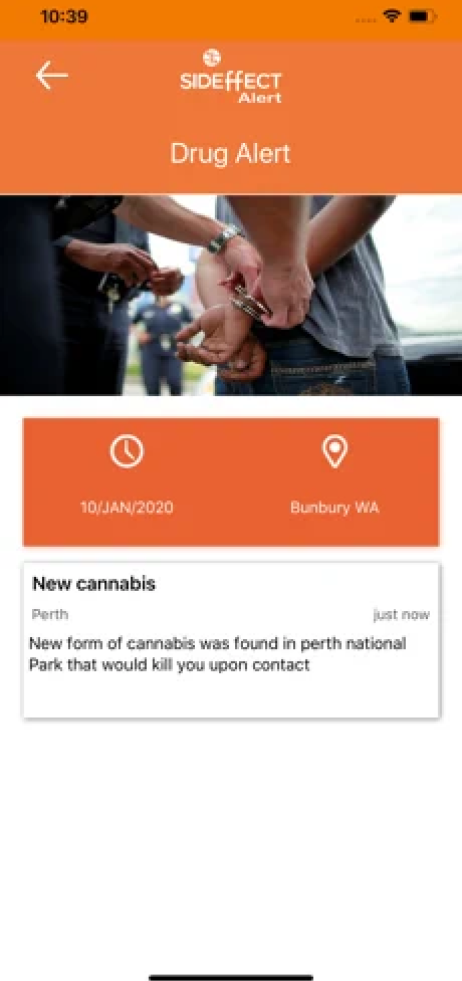 10:39
SIDEffECT
Alert
Drug Alert
10/JAN/2020
Bunbury WA
New cannabis
Perth
just now
New form of cannabis was found in perth national
Park that would kill you upon contact